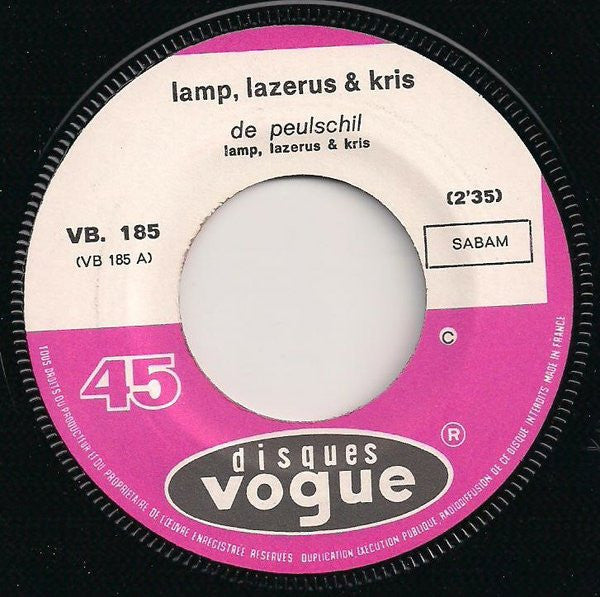 lamp, lazerus & kris
de peulschil
lamp, lazerus & kris
(2'35)
VB. 185
(VB 185 A)
SABAM
©
45
®
disques
vogue
TOUS DROITS DU PRODUCTEUR ET DU PROPRIETAIRE DE L'ŒUVRE ENREGISTREE RESERVES DUPLICATION EXECUTION PUBLIQUE, RADIODIFFUSION DE CE DISQUE INTERDITS MADE IN FRANCE